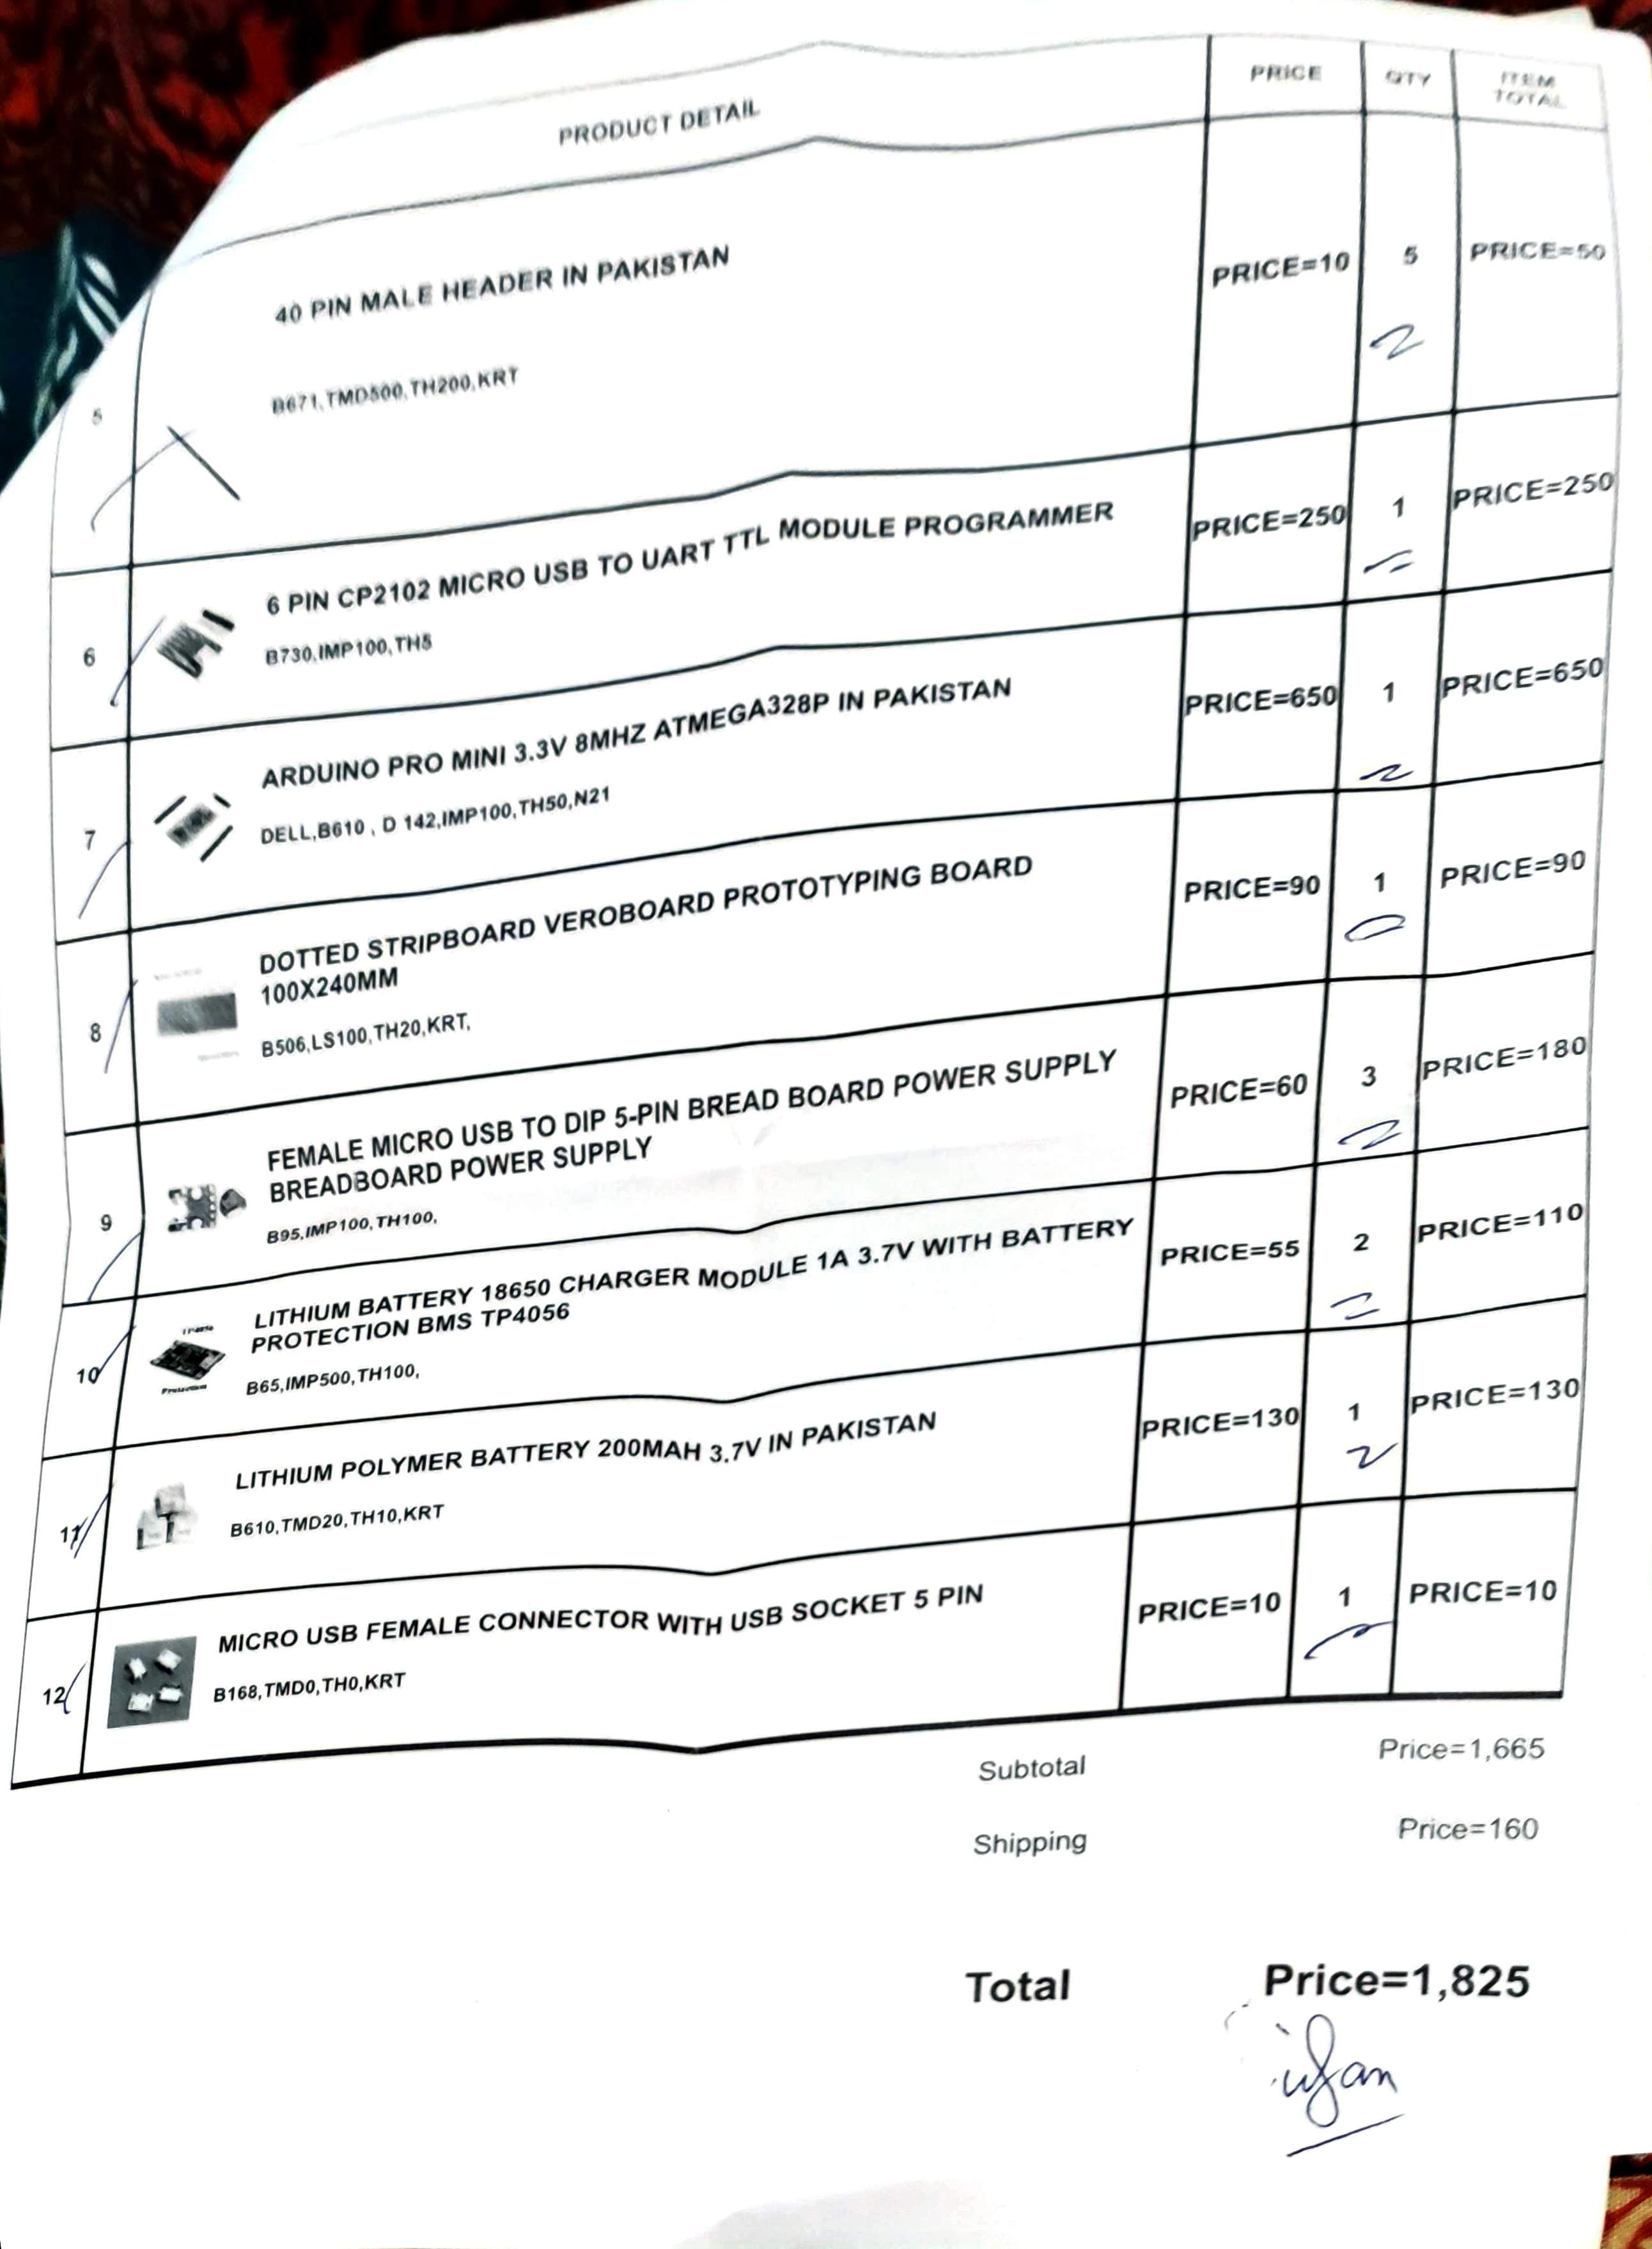 PRODUCT DETAIL PRICE QTY ITEM TOTAL
5 40 PIN MALE HEADER IN PAKISTAN PRICE=10 5 PRICE=50
B671,TMD500,TH200,KRT
6 6 PIN CP2102 MICRO USB TO UART TTL MODULE PROGRAMMER PRICE=250 1 PRICE=250
B730,IMP100,TH5
7 ARDUINO PRO MINI 3.3V 8MHZ ATMEGA328P IN PAKISTAN PRICE=650 1 PRICE=650
DELL,B610 , D 142,IMP100,TH50,N21
8 DOTTED STRIPBOARD VEROBOARD PROTOTYPING BOARD PRICE=90 1 PRICE=90
100X240MM
B506,LS100,TH20,KRT,
9 FEMALE MICRO USB TO DIP 5-PIN BREAD BOARD POWER SUPPLY PRICE=60 3 PRICE=180
BREADBOARD POWER SUPPLY
B95,IMP100,TH100,
10 LITHIUM BATTERY 18650 CHARGER MODULE 1A 3.7V WITH BATTERY PRICE=55 2 PRICE=110
PROTECTION BMS TP4056
B65,IMP500,TH100,
11 LITHIUM POLYMER BATTERY 200MAH 3.7V IN PAKISTAN PRICE=130 1 PRICE=130
B610,TMD20,TH10,KRT
12 MICRO USB FEMALE CONNECTOR WITH USB SOCKET 5 PIN PRICE=10 1 PRICE=10
B168,TMD0,TH0,KRT
Subtotal Price=1,665
Shipping Price=160
Total Price=1,825